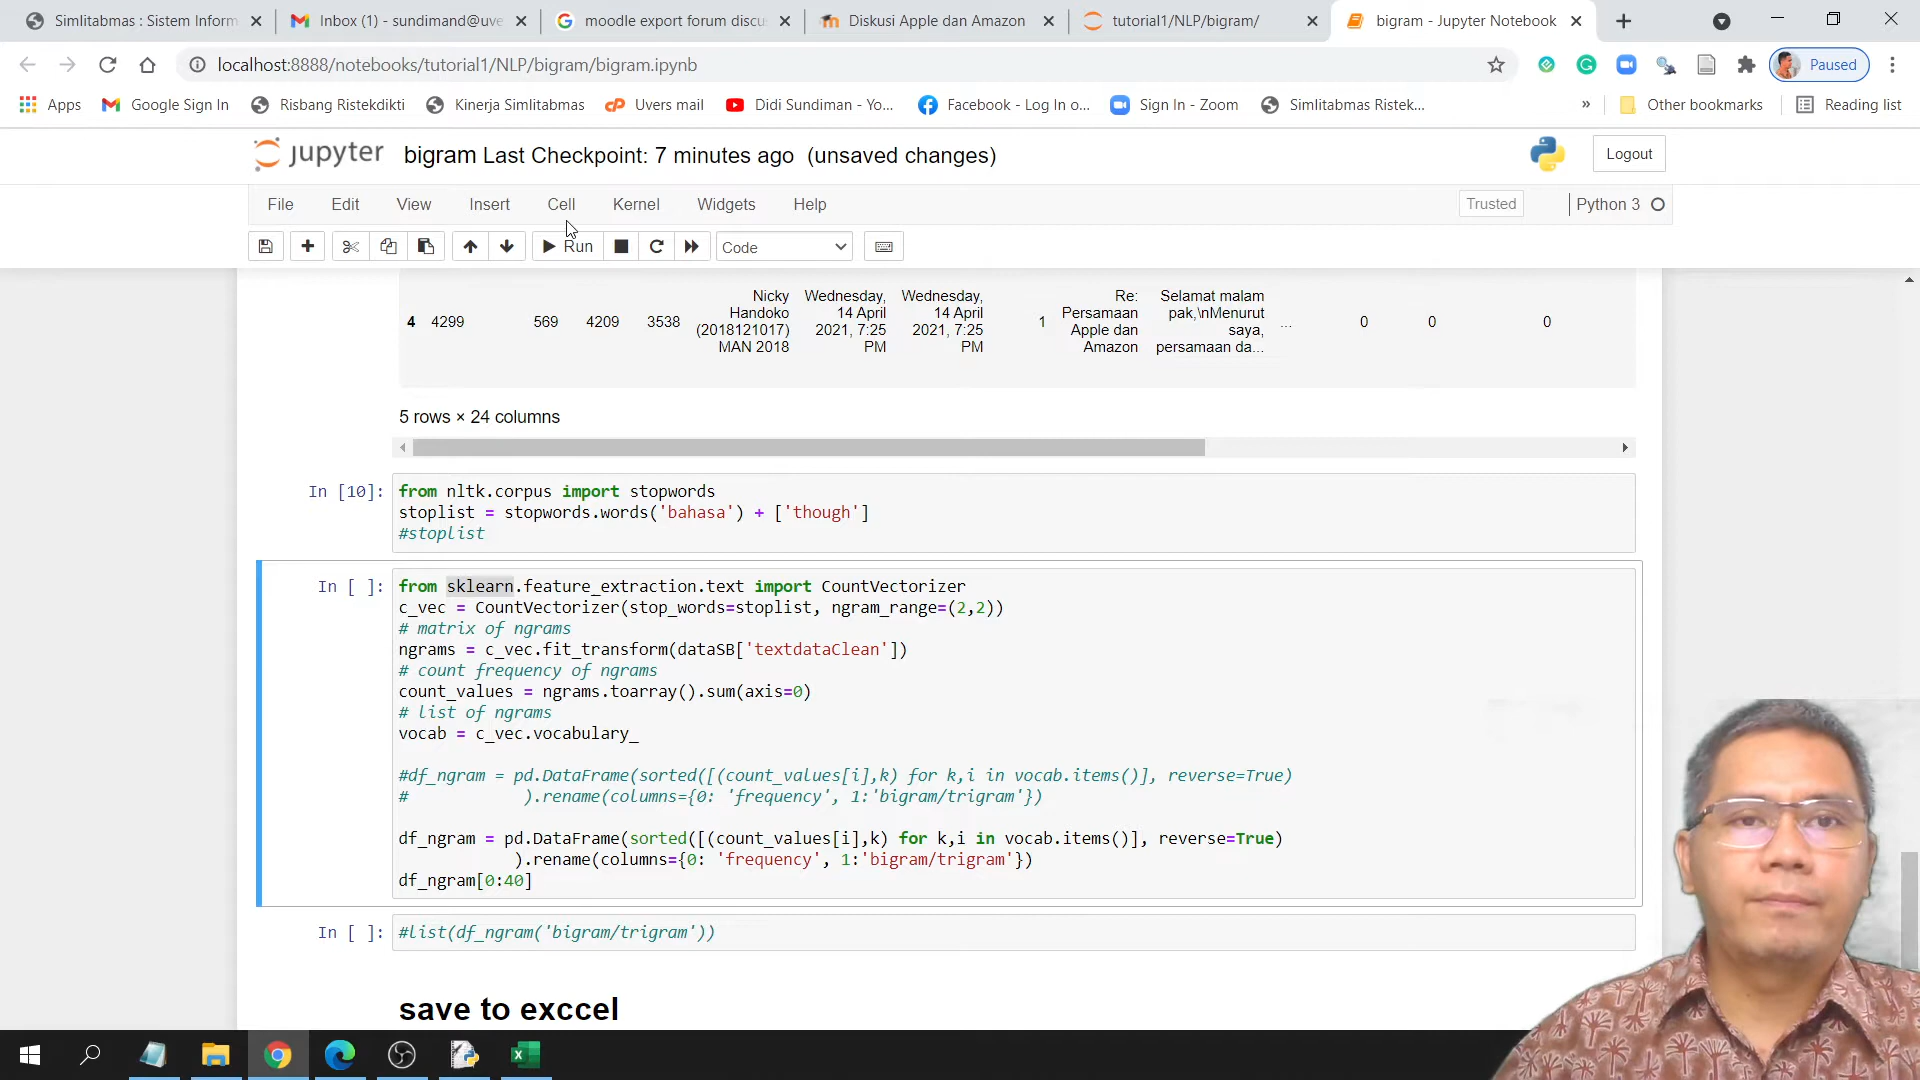 Simlitabmas : Sistem Inform
Inbox (1) - sundimand@uve
moodle export forum discu
Diskusi Apple dan Amazon
tutorial1/NLP/bigram/
bigram - Jupyter Notebook
localhost:8888/notebooks/tutorial1/NLP/bigram/bigram.ipynb
Paused
Apps
Google Sign In
Risbang Ristekdikti
Kinerja Simlitabmas
Uvers mail
Didi Sundiman - Yo...
Facebook - Log In o...
Sign In - Zoom
Simlitabmas Ristek...
»
Other bookmarks
Reading list
jupyter
bigram Last Checkpoint: 7 minutes ago (unsaved changes)
Logout
File Edit View Insert Cell Kernel Widgets Help
Trusted
Python 3
Run
Code
4 4299 569 4209 3538
Nicky
Handoko
(2018121017)
MAN 2018
Wednesday,
14 April
2021, 7:25
PM
Wednesday,
14 April
2021, 7:25
PM
1
Re:
Persamaan
Apple dan
Amazon
Selamat malam
pak,\nMenurut
saya,
persamaan da...
... 0 0 0
5 rows × 24 columns
In [10]:
from nltk.corpus import stopwords
stoplist = stopwords.words('bahasa') + ['though']
#stoplist
In [ ]:
from sklearn.feature_extraction.text import CountVectorizer
c_vec = CountVectorizer(stop_words=stoplist, ngram_range=(2,2))
# matrix of ngrams
ngrams = c_vec.fit_transform(dataSB['textdataClean'])
# count frequency of ngrams
count_values = ngrams.toarray().sum(axis=0)
# list of ngrams
vocab = c_vec.vocabulary_
#df_ngram = pd.DataFrame(sorted([(count_values[i],k) for k,i in vocab.items()], reverse=True)
# ).rename(columns={0: 'frequency', 1:'bigram/trigram'})
df_ngram = pd.DataFrame(sorted([(count_values[i],k) for k,i in vocab.items()], reverse=True)
).rename(columns={0: 'frequency', 1:'bigram/trigram'})
df_ngram[0:40]
In [ ]:
#list(df_ngram('bigram/trigram'))
save to exccel